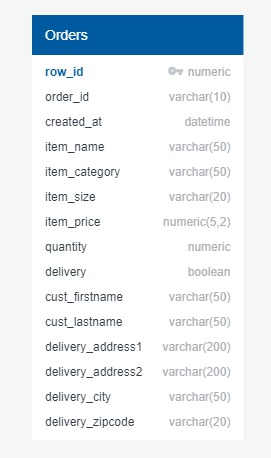 Orders
row_id numeric
order_id varchar(10)
created_at datetime
item_name varchar(50)
item_category varchar(50)
item_size varchar(20)
item_price numeric(5,2)
quantity numeric
delivery boolean
cust_firstname varchar(50)
cust_lastname varchar(50)
delivery_address1 varchar(200)
delivery_address2 varchar(200)
delivery_city varchar(50)
delivery_zipcode varchar(20)